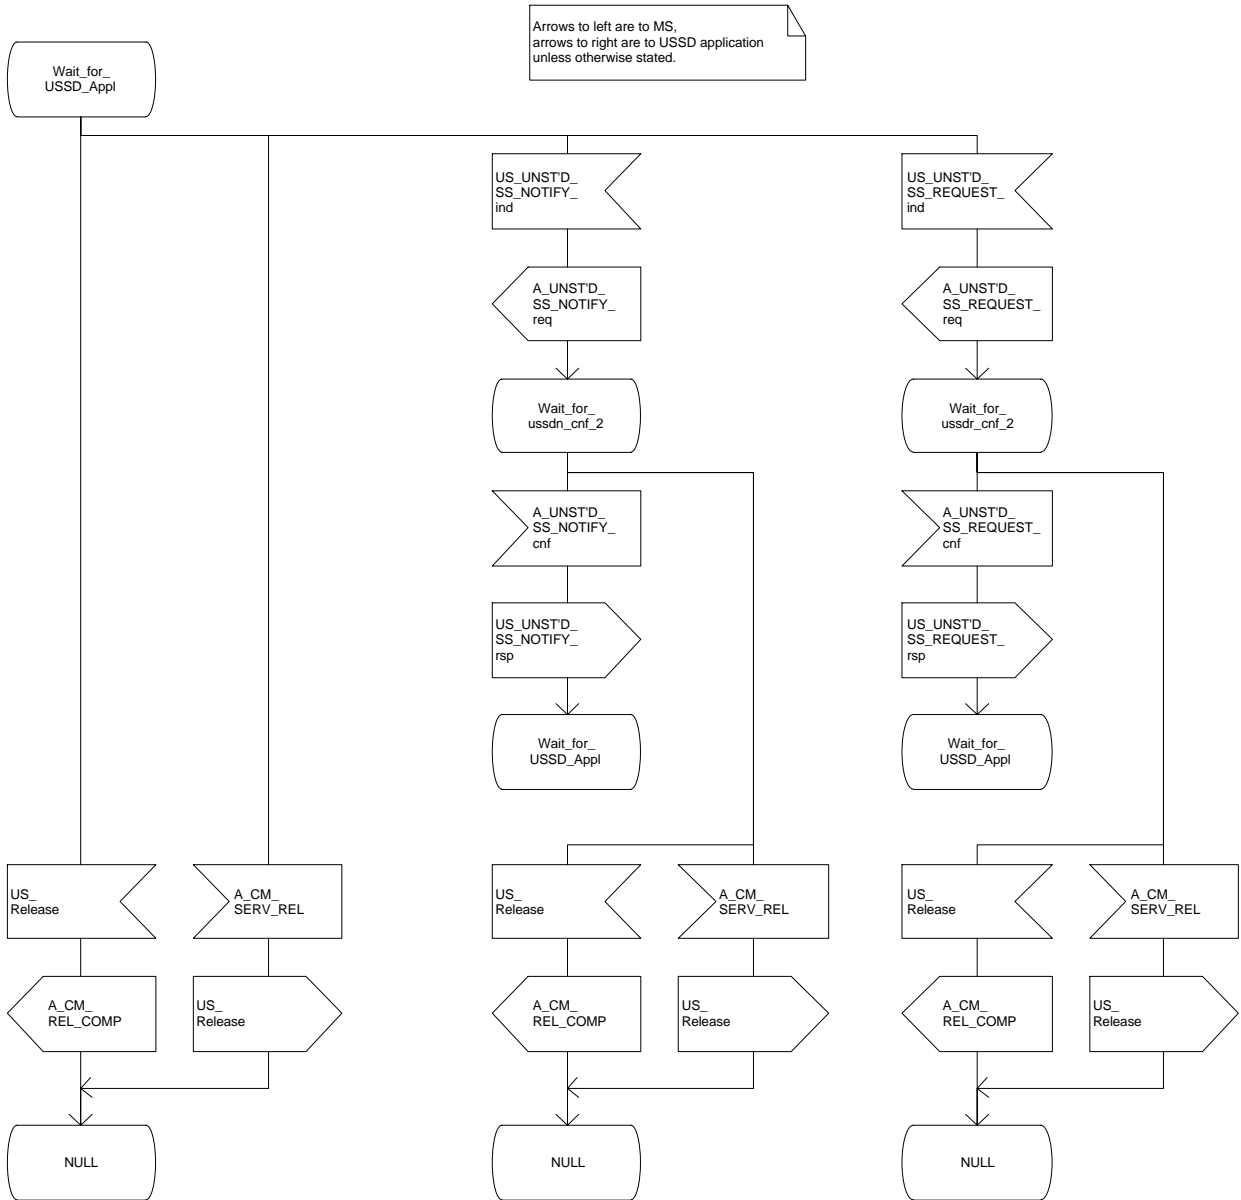 Arrows to left are to MS,
arrows to right are to USSD application
unless otherwise stated.
Wait_for_
USSD_Appl
US_UNST'D_
SS_NOTIFY_
ind
US_UNST'D_
SS_REQUEST_
ind
A_UNST'D_
SS_NOTIFY_
req
A_UNST'D_
SS_REQUEST_
req
Wait_for_
ussdn_cnf_2
Wait_for_
ussdr_cnf_2
A_UNST'D_
SS_NOTIFY_
cnf
A_UNST'D_
SS_REQUEST_
cnf
US_UNST'D_
SS_NOTIFY_
rsp
US_UNST'D_
SS_REQUEST_
rsp
Wait_for_
USSD_Appl
Wait_for_
USSD_Appl
US_
Release
A_CM_
SERV_REL
US_
Release
A_CM_
SERV_REL
US_
Release
A_CM_
SERV_REL
A_CM_
REL_COMP
US_
Release
A_CM_
REL_COMP
US_
Release
A_CM_
REL_COMP
US_
Release
NULL
NULL
NULL